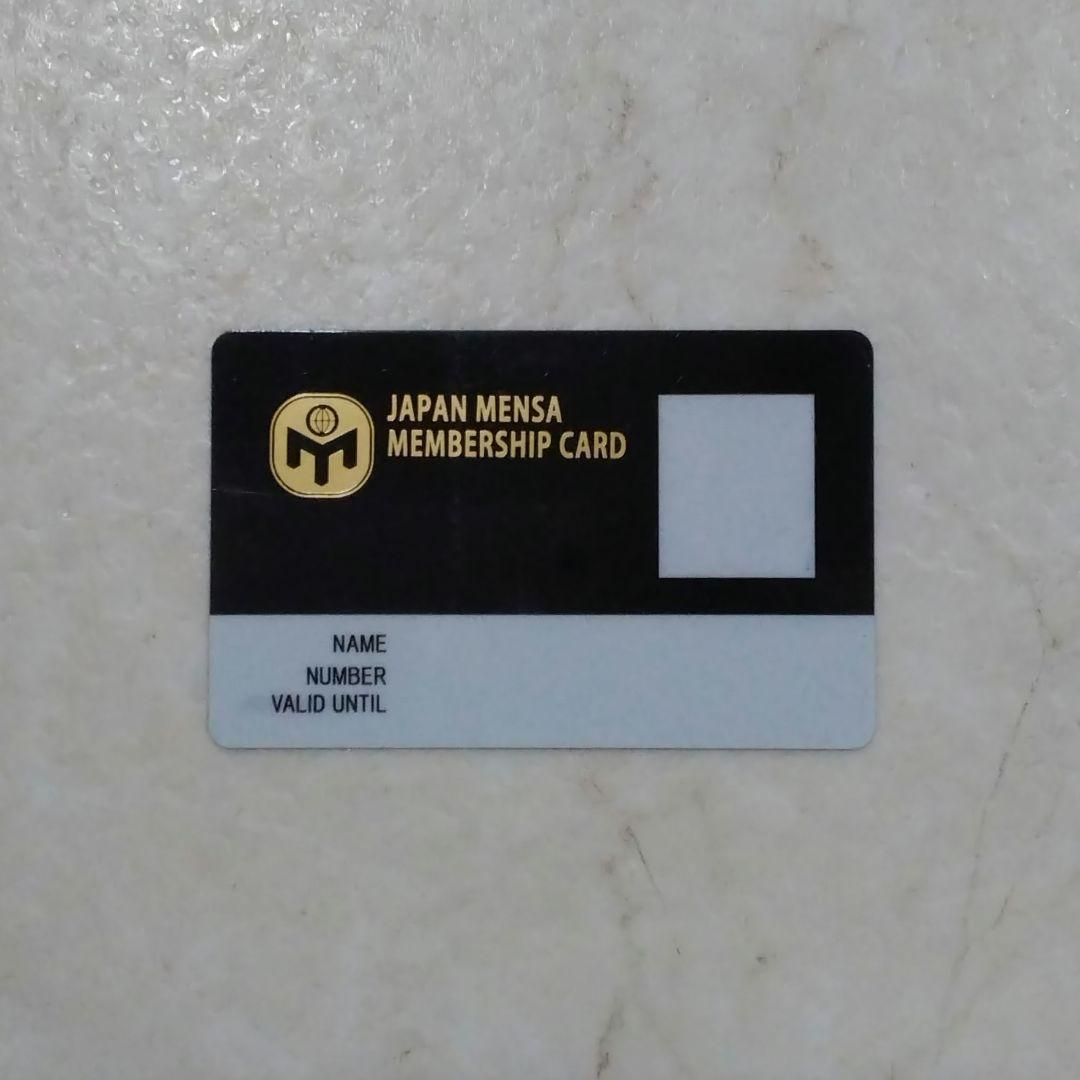 JAPAN MENSA
MEMBERSHIP CARD
NAME
NUMBER
VALID UNTIL